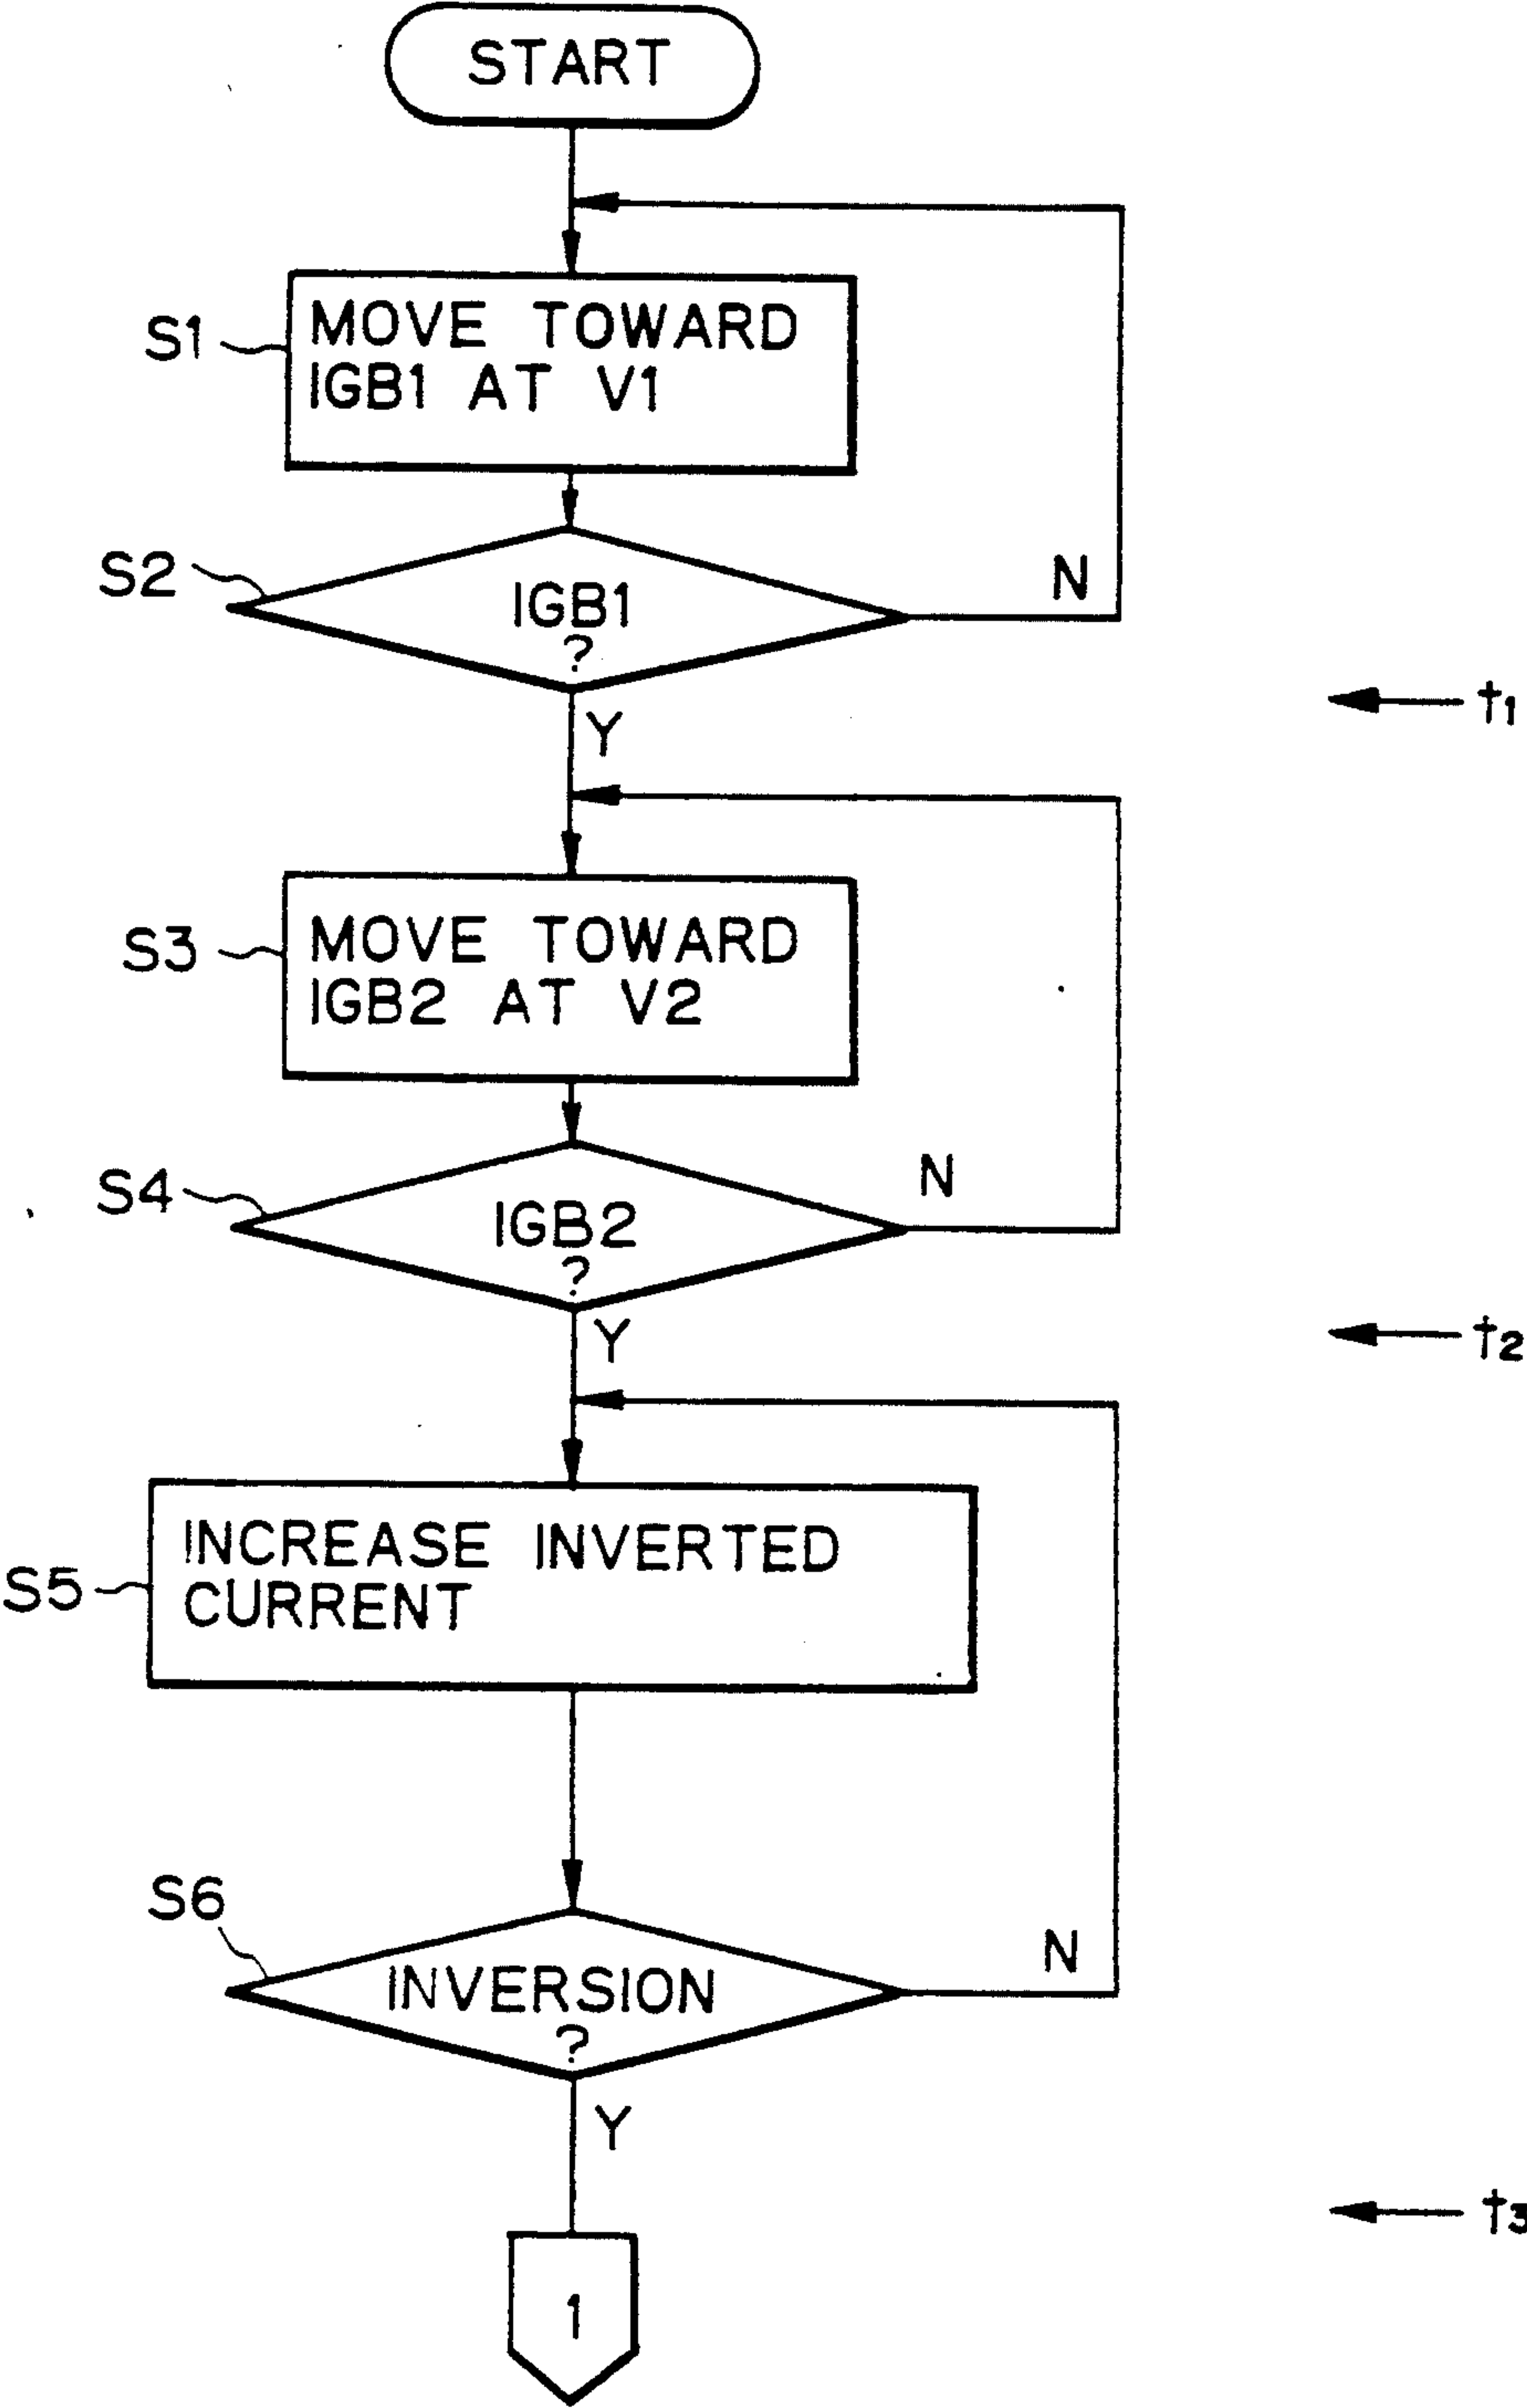 START
S1
MOVE TOWARD
IGB1 AT V1
S2
IGB1
?
N
t1
Y
S3
MOVE TOWARD
IGB2 AT V2
S4
IGB2
?
N
t2
Y
S5
INCREASE INVERTED
CURRENT
S6
INVERSION
?
N
Y
t3
1